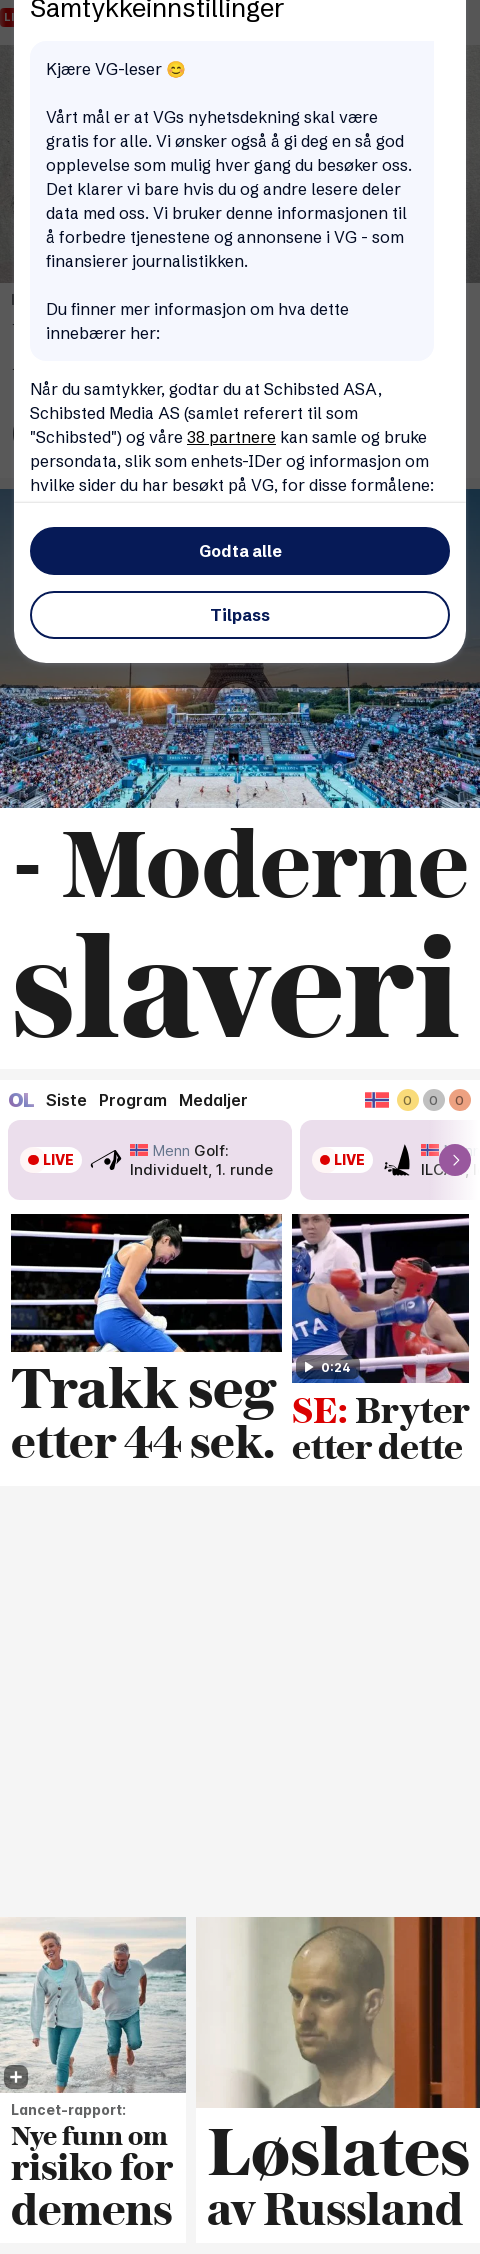 Samtykkeinnstillinger
Kjære VG-leser 😊
Vårt mål er at VGs nyhetsdekning skal være
gratis for alle. Vi ønsker også å gi deg en så god
opplevelse som mulig hver gang du besøker oss.
Det klarer vi bare hvis du og andre lesere deler
data med oss. Vi bruker denne informasjonen til
å forbedre tjenestene og annonsene i VG - som
finansierer journalistikken.
Du finner mer informasjon om hva dette
innebærer her:
Når du samtykker, godtar du at Schibsted ASA,
Schibsted Media AS (samlet referert til som
"Schibsted") og våre 38 partnere kan samle og bruke
persondata, slik som enhets-IDer og informasjon om
hvilke sider du har besøkt på VG, for disse formålene:
Godta alle
Tilpass
- Moderne
slaveri
OL Siste Program Medaljer 0 0 0
LIVE Menn Golf:
Individuelt, 1. runde
LIVE
Trakk seg
etter 44 sek.
0:24
SE: Bryter
etter dette
Lancet-rapport:
Nye funn om
risiko for
demens
Løslates
av Russland